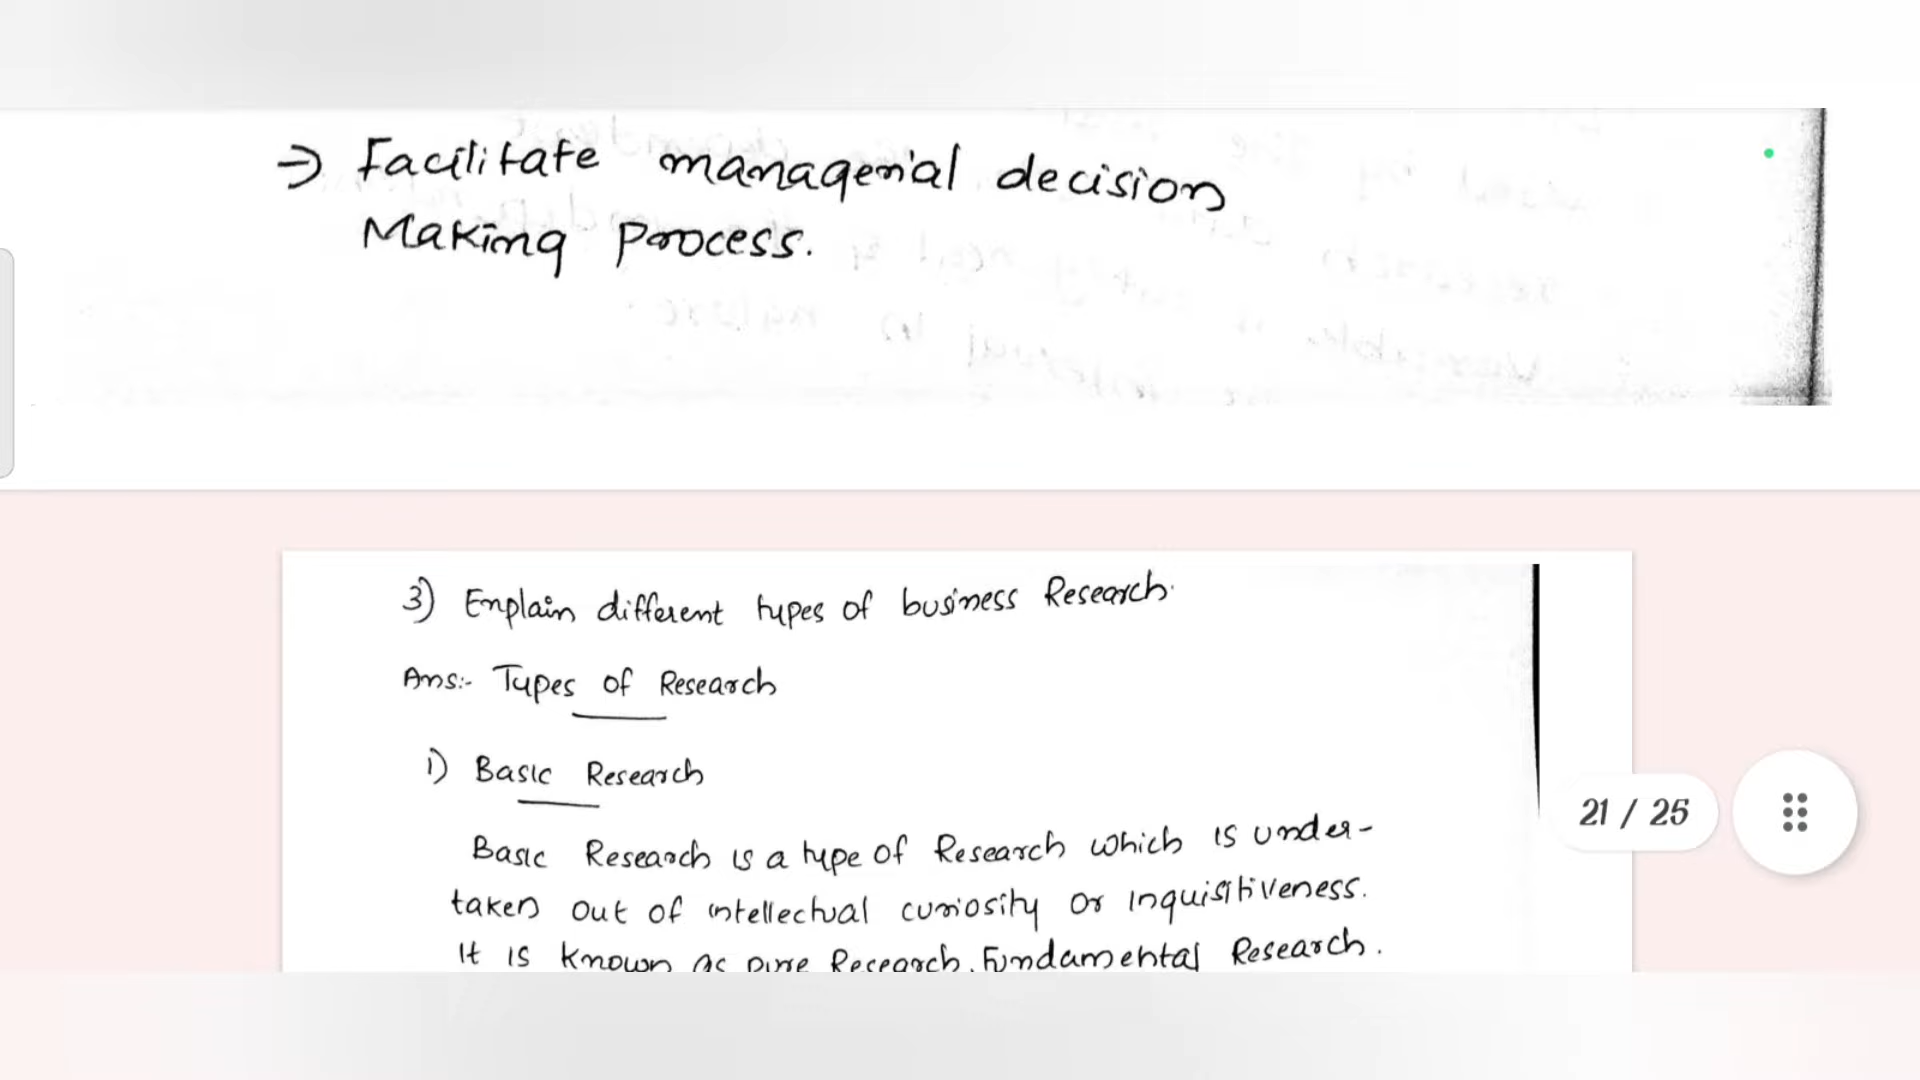 ⇒ Facilitate managerial decision
Making process.
3) Explain different types of business Research.
Ans:- Types of Research
1) Basic Research
Basic Research is a type of Research which is under-
taken out of intellectual curiosity or inquisitiveness.
It is known as pure Research, Fundamental Research.
21 / 25